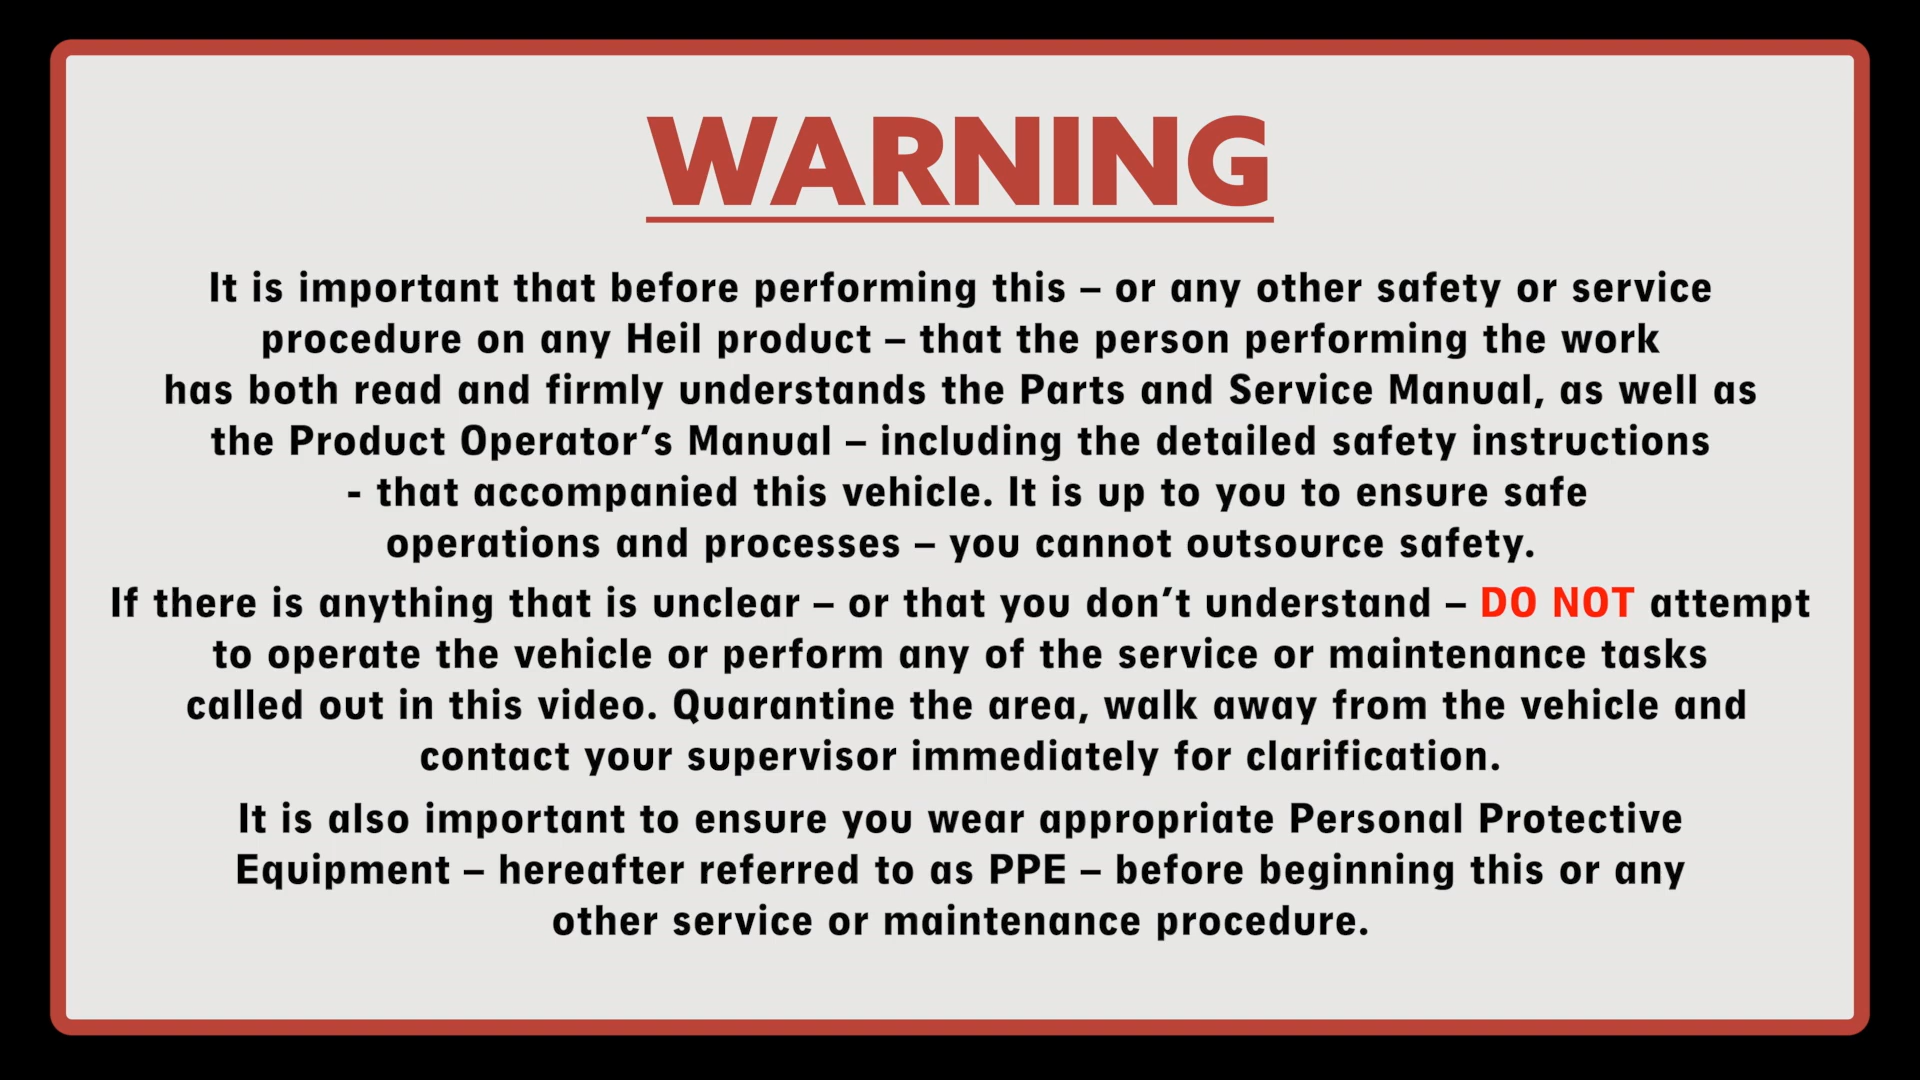 WARNING
It is important that before performing this – or any other safety or service
procedure on any Heil product – that the person performing the work
has both read and firmly understands the Parts and Service Manual, as well as
the Product Operator’s Manual – including the detailed safety instructions
- that accompanied this vehicle. It is up to you to ensure safe
operations and processes – you cannot outsource safety.
If there is anything that is unclear – or that you don’t understand – DO NOT attempt
to operate the vehicle or perform any of the service or maintenance tasks
called out in this video. Quarantine the area, walk away from the vehicle and
contact your supervisor immediately for clarification.
It is also important to ensure you wear appropriate Personal Protective
Equipment – hereafter referred to as PPE – before beginning this or any
other service or maintenance procedure.